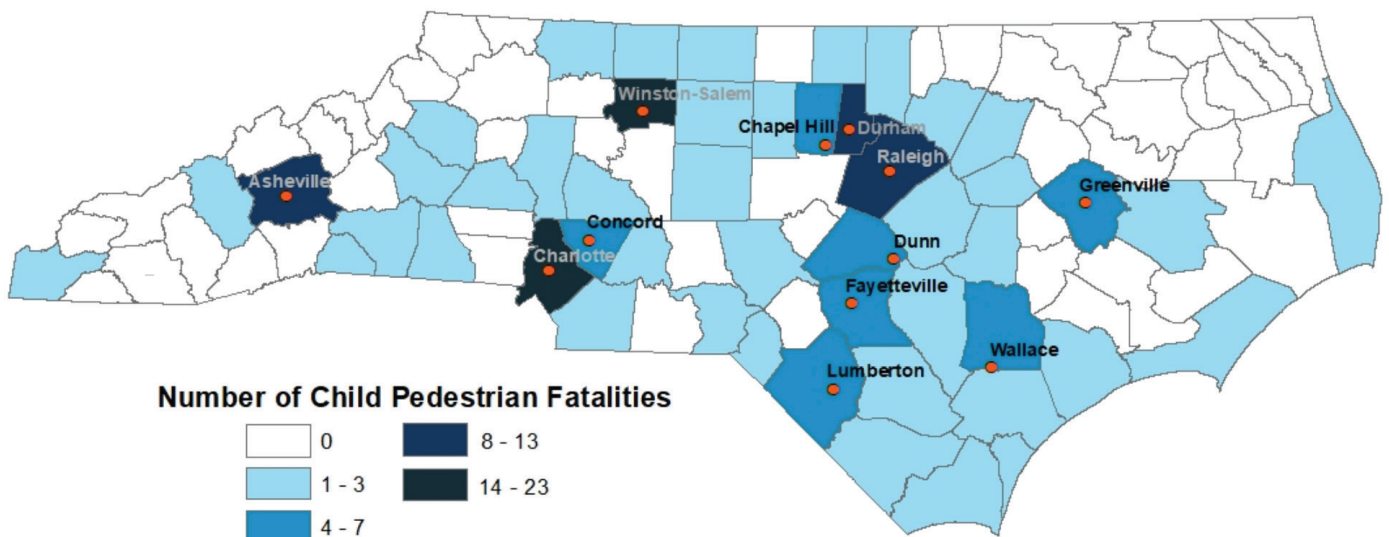 Winston-Salem
Chapel Hill
Durham
Raleigh
Asheville
Greenville
Concord
Dunn
Charlotte
Fayetteville
Wallace
Lumberton
Number of Child Pedestrian Fatalities
0
8 - 13
1 - 3
14 - 23
4 - 7